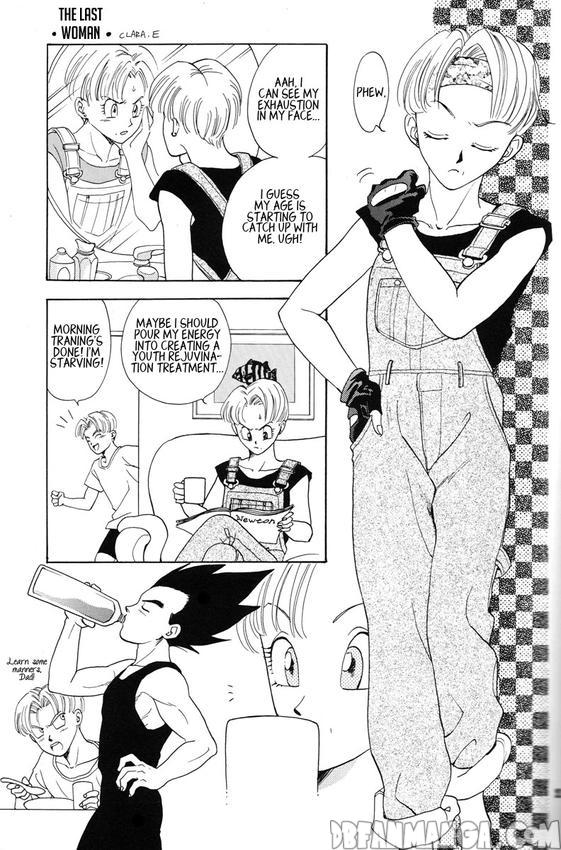 THE LAST
• WOMAN •
CLARA. E
PHEW.
AAH, I
CAN SEE MY
EXHAUSTION
IN MY FACE...
I GUESS
MY AGE IS
STARTING TO
CATCH UP WITH
ME. UGH!
MORNING
TRANING'S
DONE! I'M
STARVING!
MAYBE I SHOULD
POUR MY ENERGY
INTO CREATING A
YOUTH REJUVINA-
TION TREATMENT...
Newcon
Learn some
manners,
Dad!
DBFANMANGA.COM